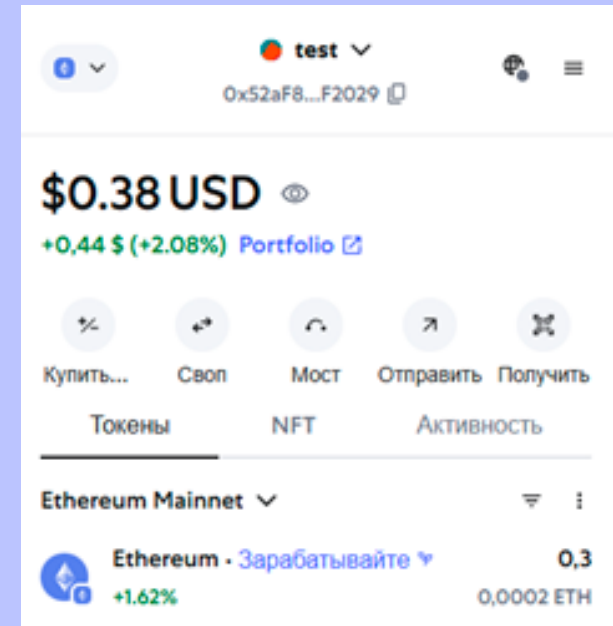 test
0x52aF8...F2029
$0.38 USD
+0,44 $ (+2.08%) Portfolio
Купить... Своп Мост Отправить Получить
Токены NFT Активность
Ethereum Mainnet
Ethereum • Зарабатывайте 0,3
+1.62% 0,0002 ETH